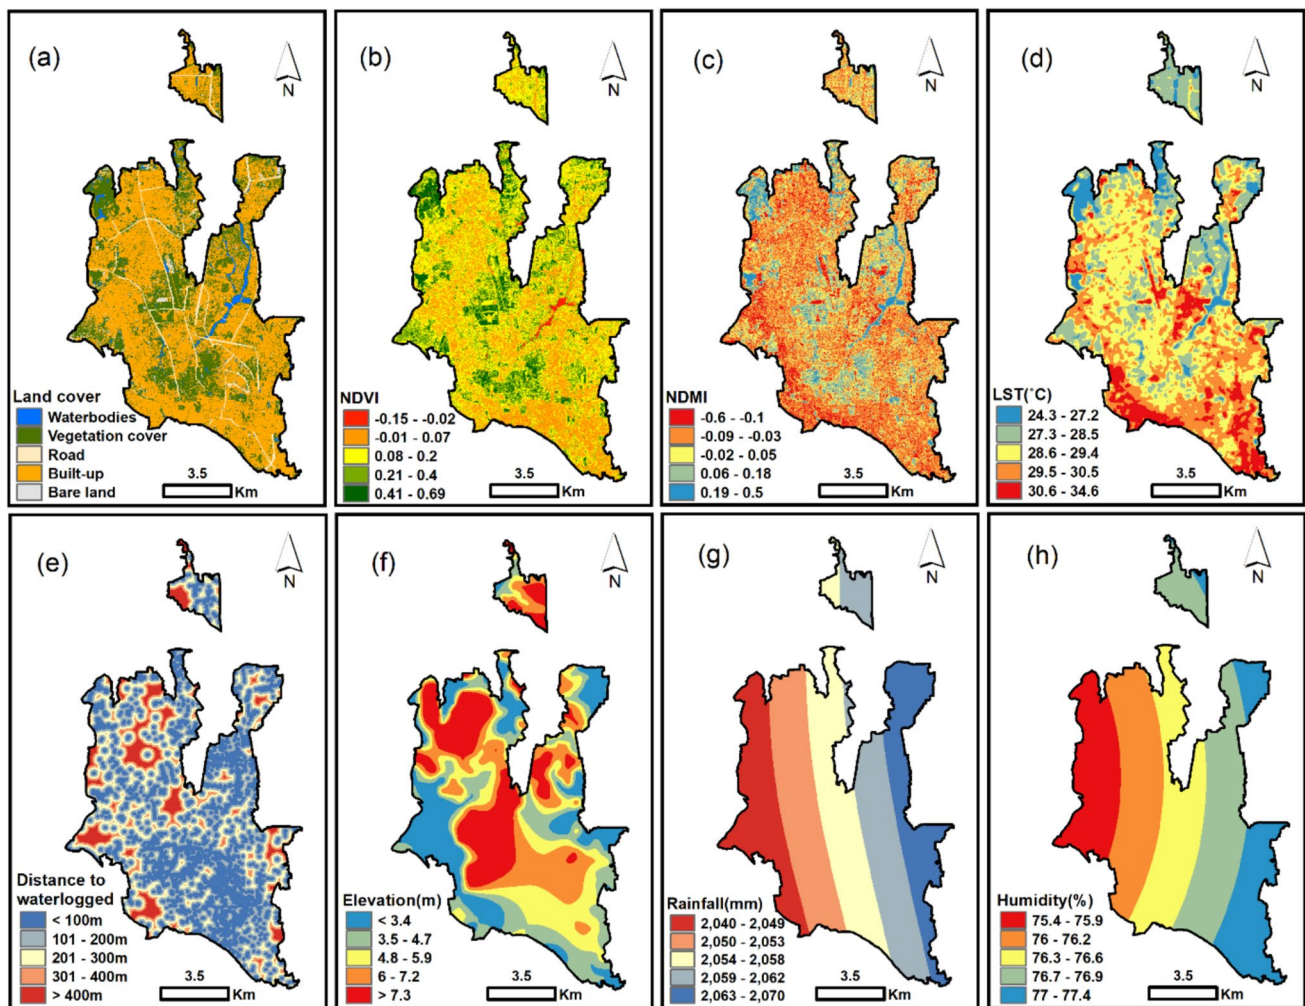 (a)
N
Land cover
Waterbodies
Vegetation cover
Road
Built-up
Bare land
3.5
Km
(b)
N
NDVI
-0.15 - -0.02
-0.01 - 0.07
0.08 - 0.2
0.21 - 0.4
0.41 - 0.69
3.5
Km
(c)
N
NDMI
-0.6 - -0.1
-0.09 - -0.03
-0.02 - 0.05
0.06 - 0.18
0.19 - 0.5
3.5
Km
(d)
N
LST(°C)
24.3 - 27.2
27.3 - 28.5
28.6 - 29.4
29.5 - 30.5
30.6 - 34.6
3.5
Km
(e)
N
Distance to
waterlogged
< 100m
101 - 200m
201 - 300m
301 - 400m
> 400m
3.5
Km
(f)
N
Elevation(m)
< 3.4
3.5 - 4.7
4.8 - 5.9
6 - 7.2
> 7.3
3.5
Km
(g)
N
Rainfall(mm)
2,040 - 2,049
2,050 - 2,053
2,054 - 2,058
2,059 - 2,062
2,063 - 2,070
3.5
Km
(h)
N
Humidity(%)
75.4 - 75.9
76 - 76.2
76.3 - 76.6
76.7 - 76.9
77 - 77.4
3.5
Km